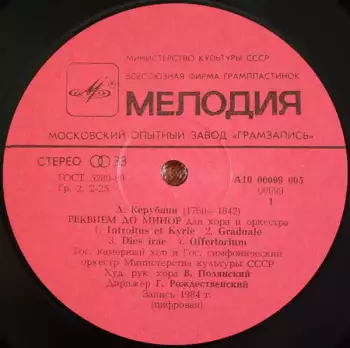 МИНИСТЕРСТВО КУЛЬТУРЫ СССР
ВСЕСОЮЗНАЯ ФИРМА ГРАМПЛАСТИНОК
МЕЛОДИЯ
МОСКОВСКИЙ ОПЫТНЫЙ ЗАВОД «ГРАМЗАПИСЬ»
СТЕРЕО 33
ГОСТ 5289-80
Гр. 2. 2-25
А10 00099 005
1
Л. Керубини (1760—1842)
РЕКВИЕМ ДО МИНОР для хора и оркестра
1. Introitus et Kyrie 2. Graduale
3. Dies irae 4. Offertorium
Гос. камерный хор и Гос. симфонический
оркестр Министерства культуры СССР
Худ. рук. хора В. Полянский
Дирижер Г. Рождественский
Запись 1984 г.
(цифровая)